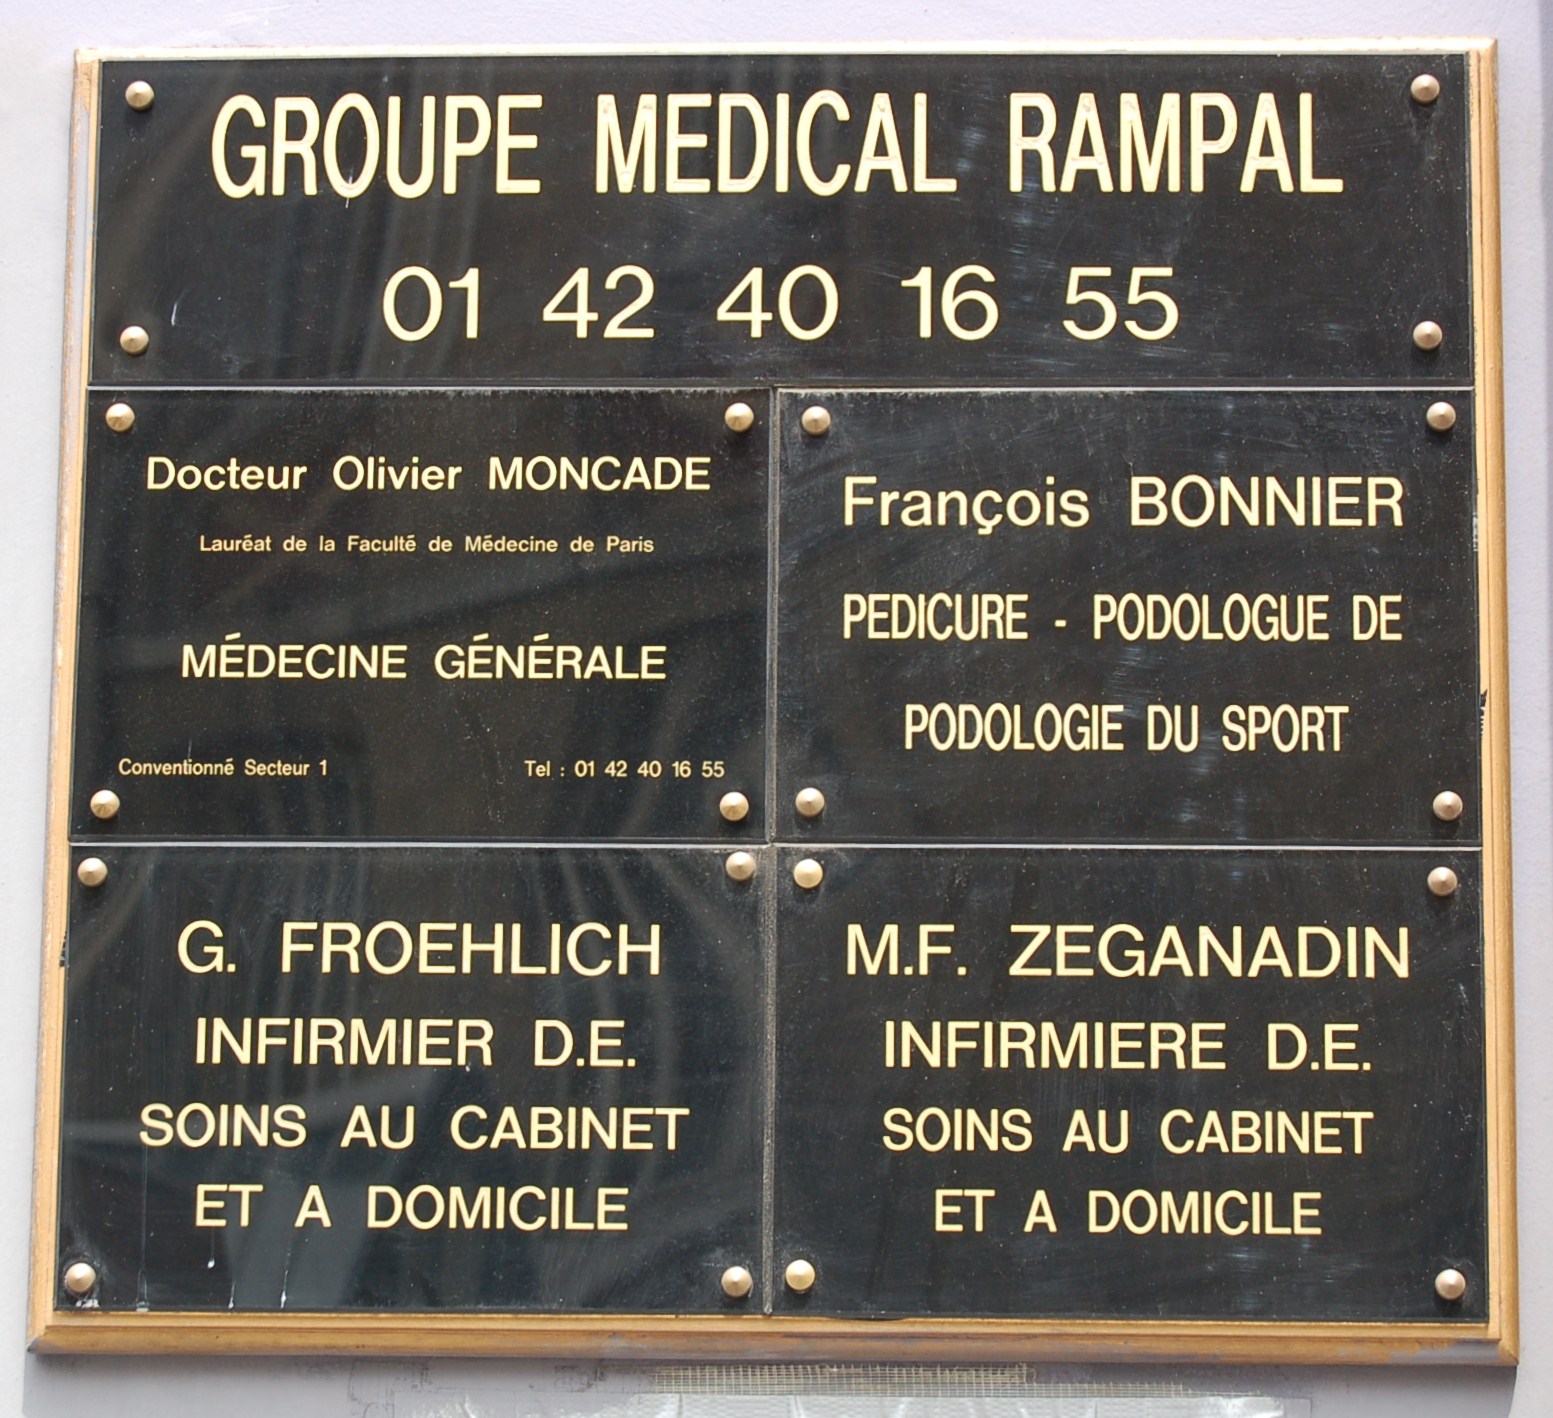 GROUPE MEDICAL RAMPAL
01 42 40 16 55
Docteur Olivier MONCADE
Lauréat de la Faculté de Médecine de Paris
MÉDECINE GÉNÉRALE
Conventionné Secteur 1 Tel : 01 42 40 16 55
François BONNIER
PEDICURE - PODOLOGUE DE
PODOLOGIE DU SPORT
G. FROEHLICH
INFIRMIER D.E.
SOINS AU CABINET
ET A DOMICILE
M.F. ZEGANADIN
INFIRMIERE D.E.
SOINS AU CABINET
ET A DOMICILE